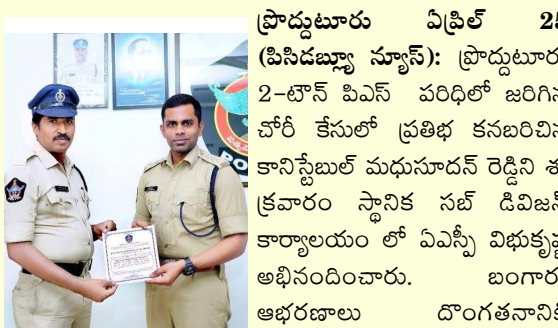 ప్రొద్దుటూరు ఏప్రిల్ 25
(పిసిడబ్ల్యూ న్యూస్): ప్రొద్దుటూరు
2-టౌన్ పిఎస్ పరిధిలో జరిగిన
చోరీ కేసులో ప్రతిభ కనబరిచిన
కానిస్టేబుల్ మధుసూదన్ రెడ్డిని శు
క్రవారం స్థానిక సబ్ డివిజన్
కార్యాలయం లో ఏఎస్పీ విభుకృష్ణ
అభినందించారు. బంగారు
ఆభరణాలు దొంగతనానికి